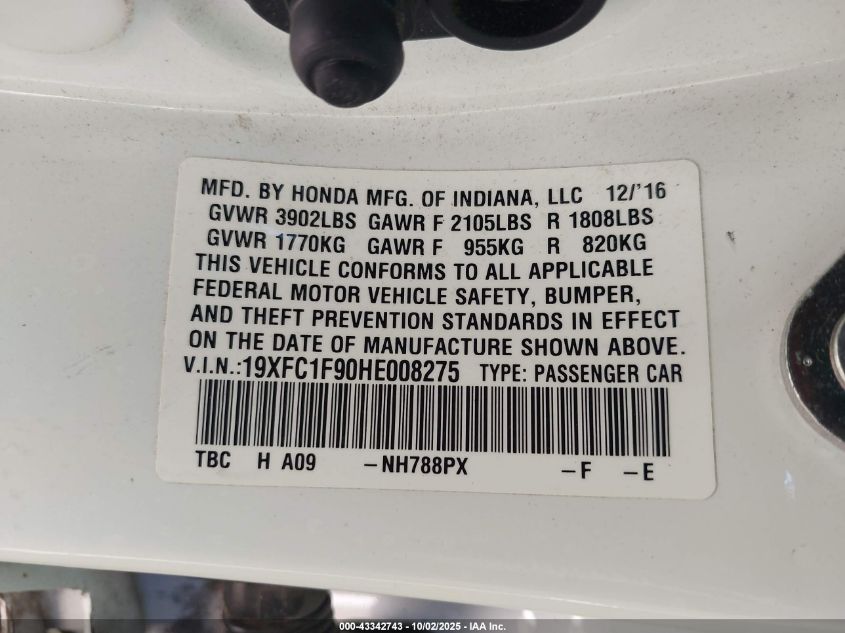 MFD. BY HONDA MFG. OF INDIANA, LLC 12/'16
GVWR 3902LBS GAWR F 2105LBS R 1808LBS
GVWR 1770KG GAWR F 955KG R 820KG
THIS VEHICLE CONFORMS TO ALL APPLICABLE
FEDERAL MOTOR VEHICLE SAFETY, BUMPER,
AND THEFT PREVENTION STANDARDS IN EFFECT
ON THE DATE OF MANUFACTURE SHOWN ABOVE.
V.I.N.:19XFC1F90HE008275 TYPE: PASSENGER CAR
TBC H A09 -NH788PX -F -E
000-43342743 - 10/02/2025 - IAA Inc.